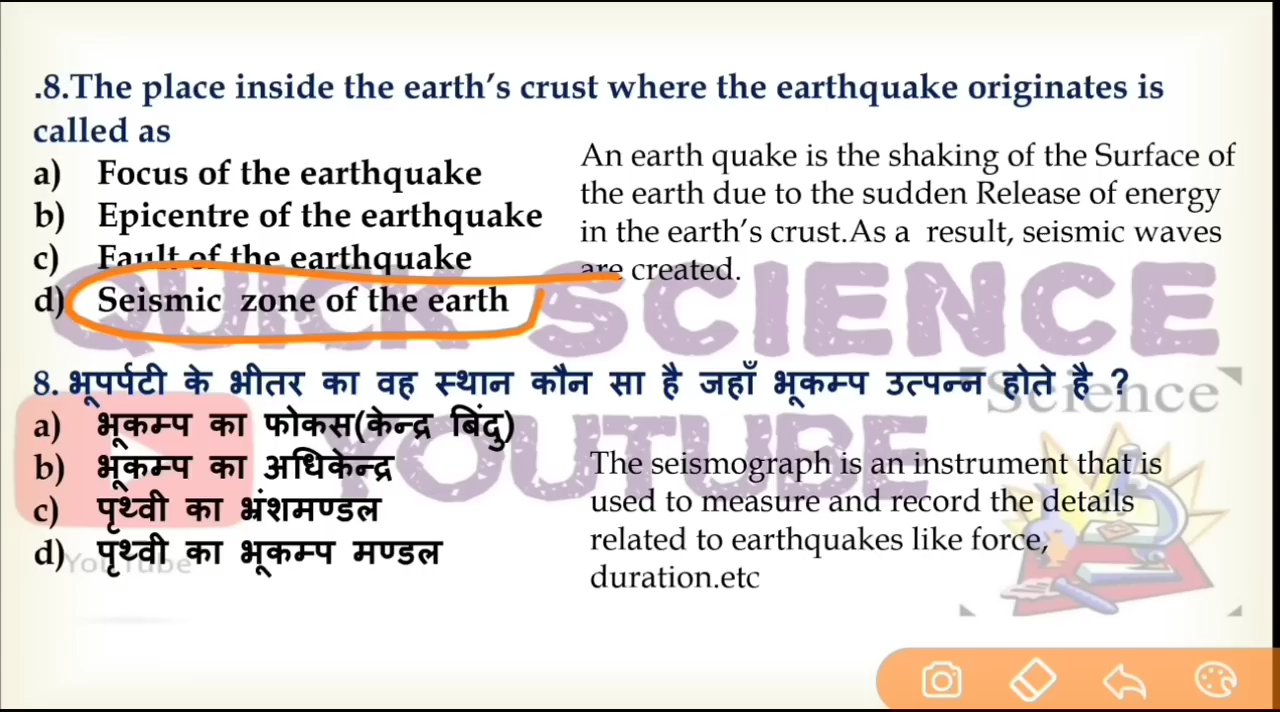 .8.The place inside the earth's crust where the earthquake originates is
called as
a) Focus of the earthquake
b) Epicentre of the earthquake
c) Fault of the earthquake
d) Seismic zone of the earth
An earth quake is the shaking of the Surface of
the earth due to the sudden Release of energy
in the earth's crust.As a result, seismic waves
are created.
QUICK SCIENCE
YOUTUBE
8. भूपर्पटी के भीतर का वह स्थान कौन सा है जहाँ भूकम्प उत्पन्न होते है ?
a) भूकम्प का फोकस(केन्द्र बिंदु)
b) भूकम्प का अधिकेन्द्र
c) पृथ्वी का भ्रंशमण्डल
d) पृथ्वी का भूकम्प मण्डल
Science
The seismograph is an instrument that is
used to measure and record the details
related to earthquakes like force,
duration.etc
YouTube